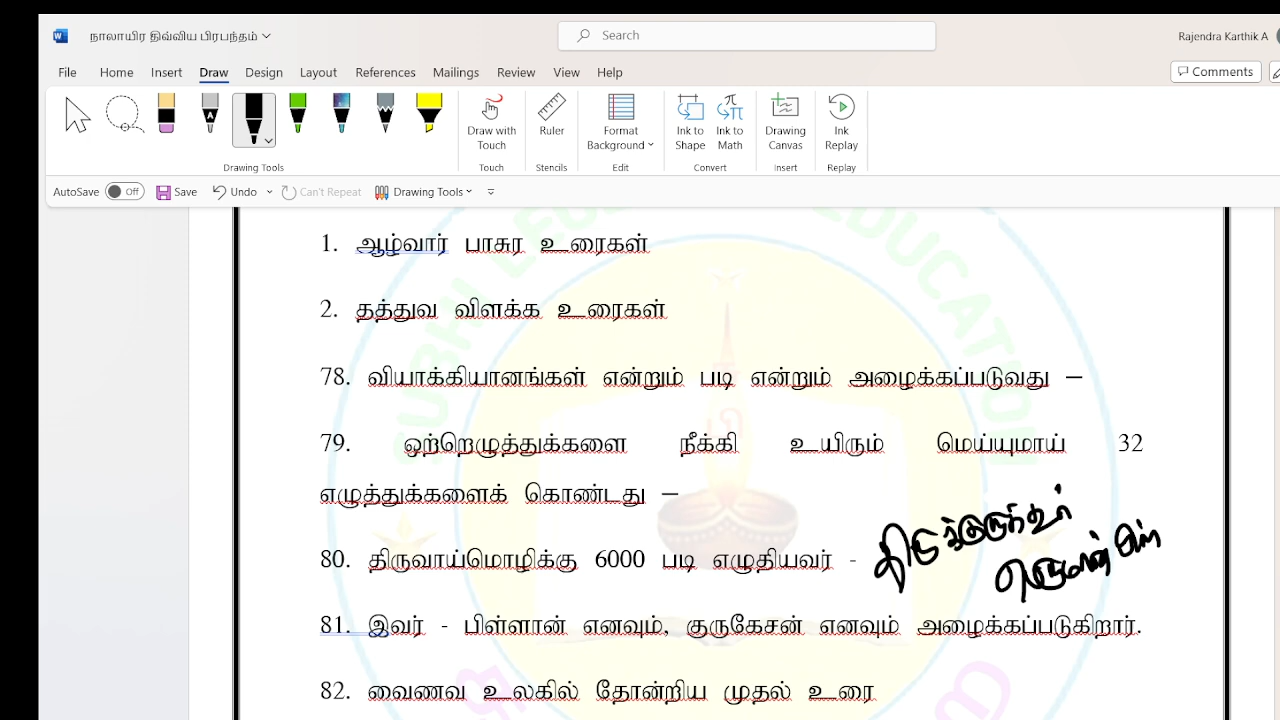 நாலாயிர திவ்விய பிரபந்தம்
Search
Rajendra Karthik A
File Home Insert Draw Design Layout References Mailings Review View Help
Comments
Draw with Touch
Ruler
Format Background
Ink to Shape
Ink to Math
Drawing Canvas
Ink Replay
Drawing Tools Touch Stencils Edit Convert Insert Replay
AutoSave Off Save Undo Can't Repeat Drawing Tools
EDUCATION
SUBH
1. ஆழ்வார் பாசுர உரைகள்
2. தத்துவ விளக்க உரைகள்
78. வியாக்கியானங்கள் என்றும் படி என்றும் அழைக்கப்படுவது –
79. ஒற்றெழுத்துக்களை நீக்கி உயிரும் மெய்யுமாய் 32
எழுத்துக்களைக் கொண்டது –
80. திருவாய்மொழிக்கு 6000 படி எழுதியவர் -
81. இவர் - பிள்ளான் எனவும், குருகேசன் எனவும் அழைக்கப்படுகிறார்.
82. வைணவ உலகில் தோன்றிய முதல் உரை